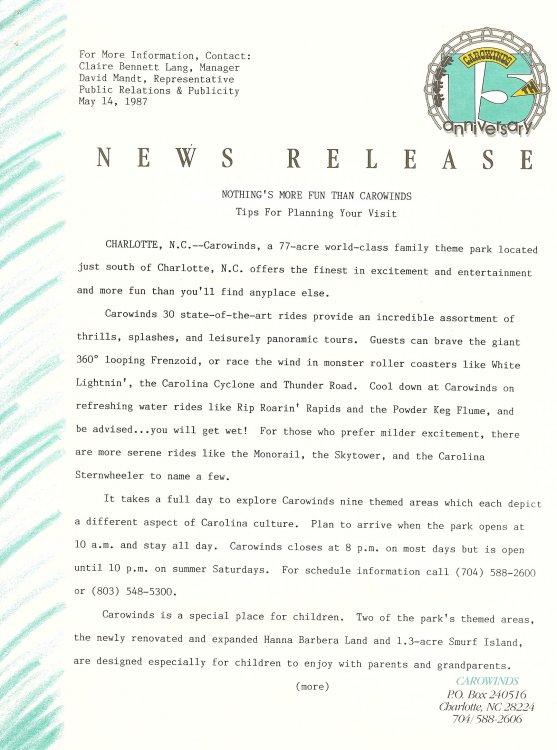 For More Information, Contact:
Claire Bennett Lang, Manager
David Mandt, Representative
Public Relations & Publicity
May 14, 1987
CAROWINDS
15TH
anniversary
NEWS RELEASE
NOTHING'S MORE FUN THAN CAROWINDS
Tips For Planning Your Visit
CHARLOTTE, N.C.--Carowinds, a 77-acre world-class family theme park located
just south of Charlotte, N.C. offers the finest in excitement and entertainment
and more fun than you'll find anyplace else.
Carowinds 30 state-of-the-art rides provide an incredible assortment of
thrills, splashes, and leisurely panoramic tours. Guests can brave the giant
360° looping Frenzoid, or race the wind in monster roller coasters like White
Lightnin', the Carolina Cyclone and Thunder Road. Cool down at Carowinds on
refreshing water rides like Rip Roarin' Rapids and the Powder Keg Flume, and
be advised...you will get wet! For those who prefer milder excitement, there
are more serene rides like the Monorail, the Skytower, and the Carolina
Sternwheeler to name a few.
It takes a full day to explore Carowinds nine themed areas which each depict
a different aspect of Carolina culture. Plan to arrive when the park opens at
10 a.m. and stay all day. Carowinds closes at 8 p.m. on most days but is open
until 10 p.m. on summer Saturdays. For schedule information call (704) 588-2600
or (803) 548-5300.
Carowinds is a special place for children. Two of the park's themed areas,
the newly renovated and expanded Hanna Barbera Land and 1.3-acre Smurf Island,
are designed especially for children to enjoy with parents and grandparents.
(more)
CAROWINDS
P.O. Box 240516
Charlotte, NC 28224
704/588-2606